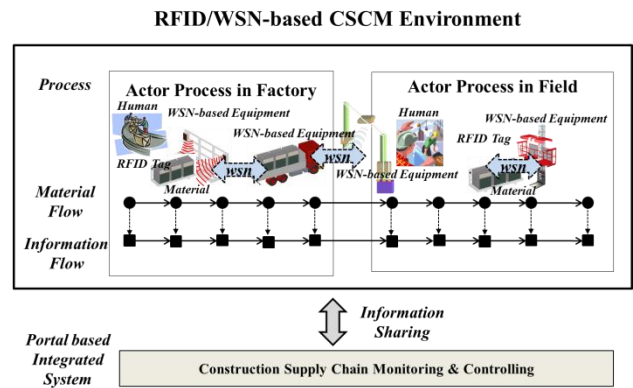 RFID/WSN-based CSCM Environment
Process
Actor Process in Factory
Actor Process in Field
Human
WSN-based Equipment
WSN-based Equipment
RFID Tag
wsn
Material
wsn
Human
WSN-based Equipment
WSN-based Equipment
RFID Tag
wsn
Material
Material
Flow
Information
Flow
Information
Sharing
Portal based
Integrated
System
Construction Supply Chain Monitoring & Controlling